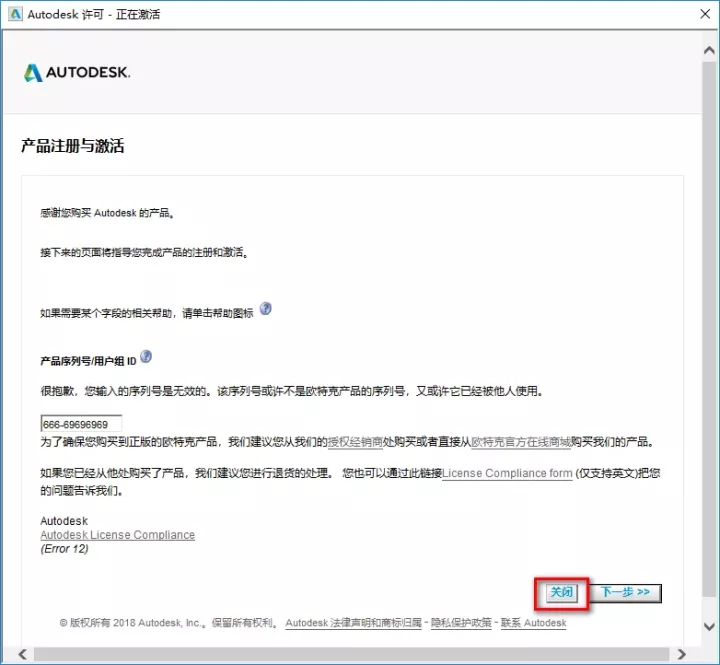 Autodesk 许可 - 正在激活
AUTODESK.
产品注册与激活
感谢您购买 Autodesk 的产品。
接下来的页面将指导您完成产品的注册和激活。
如果需要某个字段的相关帮助，请单击帮助图标
产品序列号/用户组 ID
很抱歉，您输入的序列号是无效的。该序列号或许不是欧特克产品的序列号，又或许它已经被他人使用。
666-69696969
为了确保您购买到正版的欧特克产品，我们建议您从我们的授权经销商处购买或者直接从欧特克官方在线商城购买我们的产品。
如果您已经从他处购买了产品，我们建议您进行退货的处理。 您也可以通过此链接License Compliance form (仅支持英文)把您
的问题告诉我们。
Autodesk
Autodesk License Compliance
(Error 12)
关闭 下一步 >>
© 版权所有 2018 Autodesk, Inc.。保留所有权利。 Autodesk 法律声明和商标归属 - 隐私保护政策 - 联系 Autodesk